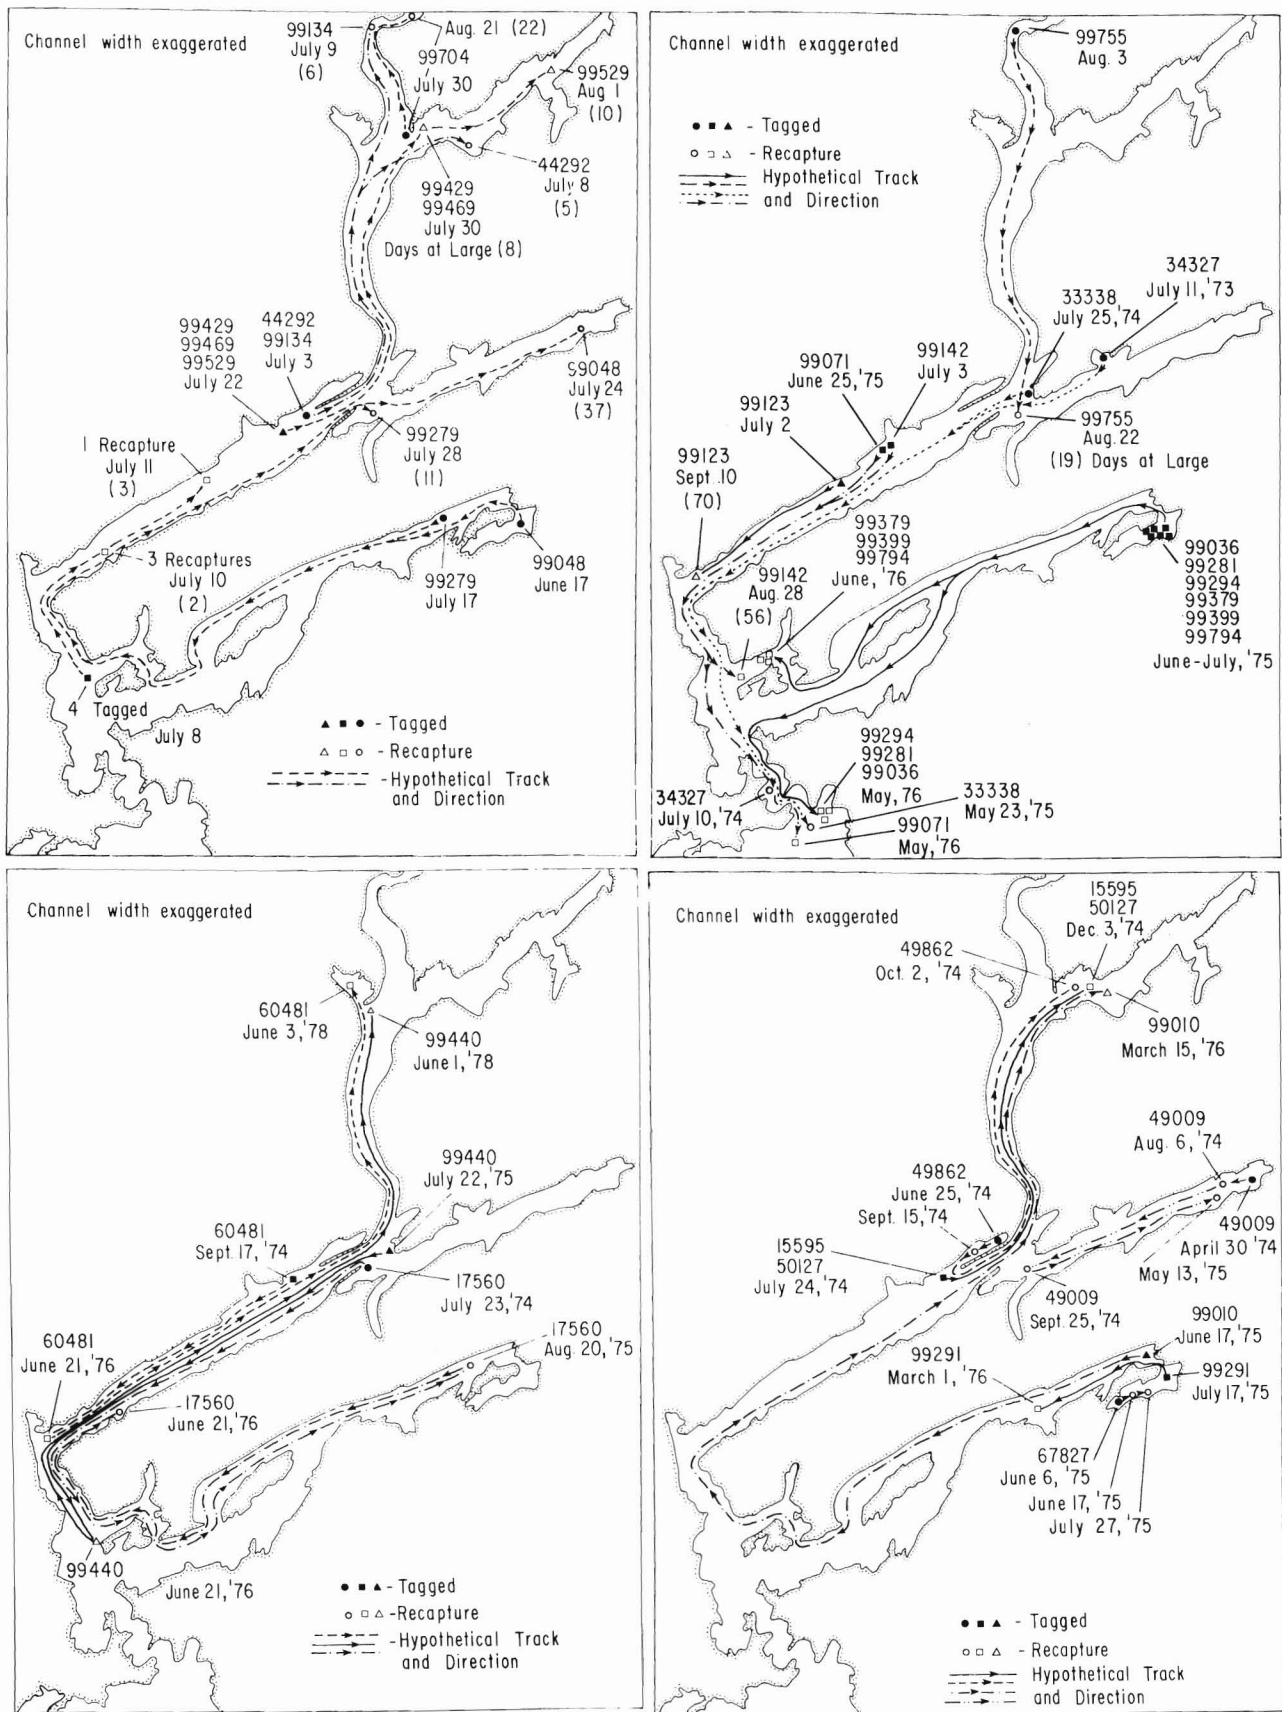 Channel width exaggerated
99134
July 9
(6)
Aug. 21 (22)
99704
July 30
99529
Aug 1
(10)
44292
July 8
(5)
99429
99469
July 30
Days at Large (8)
99429
99469
99529
July 22
44292
99134
July 3
99048
July 24
(37)
99279
July 28
(11)
1 Recapture
July 11
(3)
3 Recaptures
July 10
(2)
99279
July 17
99048
June 17
4 Tagged
July 8
- Tagged
- Recapture
- Hypothetical Track
and Direction
Channel width exaggerated
99755
Aug. 3
- Tagged
- Recapture
Hypothetical Track
and Direction
34327
July 11, '73
33338
July 25, '74
99142
July 3
99071
June 25, '75
99123
July 2
99123
Sept. 10
(70)
99755
Aug. 22
(19) Days at Large
99379
99399
99794
June, '76
99142
Aug. 28
(56)
99036
99281
99294
99379
99399
99794
June-July, '75
99294
99281
99036
May, '76
34327
July 10, '74
33338
May 23, '75
99071
May, '76
Channel width exaggerated
60481
June 3, '78
99440
June 1, '78
99440
July 22, '75
60481
Sept. 17, '74
17560
July 23, '74
17560
Aug. 20, '75
60481
June 21, '76
17560
June 21, '76
99440
June 21, '76
- Tagged
- Recapture
- Hypothetical Track
and Direction
Channel width exaggerated
15595
50127
Dec. 3, '74
49862
Oct. 2, '74
99010
March 15, '76
49009
Aug. 6, '74
49862
June 25, '74
Sept. 15, '74
15595
50127
July 24, '74
49009
April 30 '74
May 13, '75
49009
Sept. 25, '74
99010
June 17, '75
99291
March 1, '76
99291
July 17, '75
67827
June 6, '75
June 17, '75
July 27, '75
- Tagged
- Recapture
Hypothetical Track
and Direction